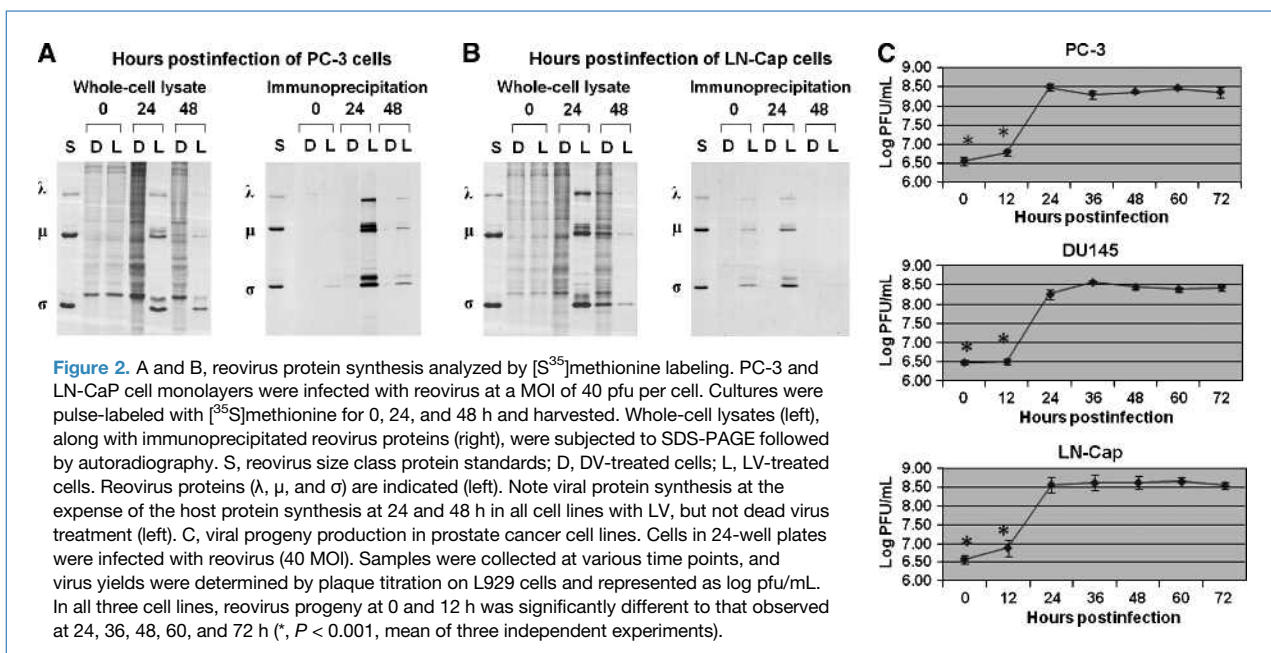 A
Hours postinfection of PC-3 cells
Whole-cell lysate
Immunoprecipitation
0 24 48
0 24 48
S D L D L D L
S D L D L D L
λ
μ
σ
λ
μ
σ
B
Hours postinfection of LN-Cap cells
Whole-cell lysate
Immunoprecipitation
0 24 48
0 24 48
S D L D L D L
S D L D L D L
λ
μ
σ
λ
μ
σ
Figure 2. A and B, reovirus protein synthesis analyzed by [S³⁵]methionine labeling. PC-3 and
LN-CaP cell monolayers were infected with reovirus at a MOI of 40 pfu per cell. Cultures were
pulse-labeled with [³⁵S]methionine for 0, 24, and 48 h and harvested. Whole-cell lysates (left),
along with immunoprecipitated reovirus proteins (right), were subjected to SDS-PAGE followed
by autoradiography. S, reovirus size class protein standards; D, DV-treated cells; L, LV-treated
cells. Reovirus proteins (λ, μ, and σ) are indicated (left). Note viral protein synthesis at the
expense of the host protein synthesis at 24 and 48 h in all cell lines with LV, but not dead virus
treatment (left). C, viral progeny production in prostate cancer cell lines. Cells in 24-well plates
were infected with reovirus (40 MOI). Samples were collected at various time points, and
virus yields were determined by plaque titration on L929 cells and represented as log pfu/mL.
In all three cell lines, reovirus progeny at 0 and 12 h was significantly different to that observed
at 24, 36, 48, 60, and 72 h (*, P < 0.001, mean of three independent experiments).
C
PC-3
Log PFU/mL
9.00
8.50
8.00
7.50
7.00
6.50
6.00
* *
0 12 24 36 48 60 72
Hours postinfection
DU145
Log PFU/mL
9.00
8.50
8.00
7.50
7.00
6.50
6.00
* *
0 12 24 36 48 60 72
Hours postinfection
LN-Cap
Log PFU/mL
9.00
8.50
8.00
7.50
7.00
6.50
6.00
* *
0 12 24 36 48 60 72
Hours postinfection